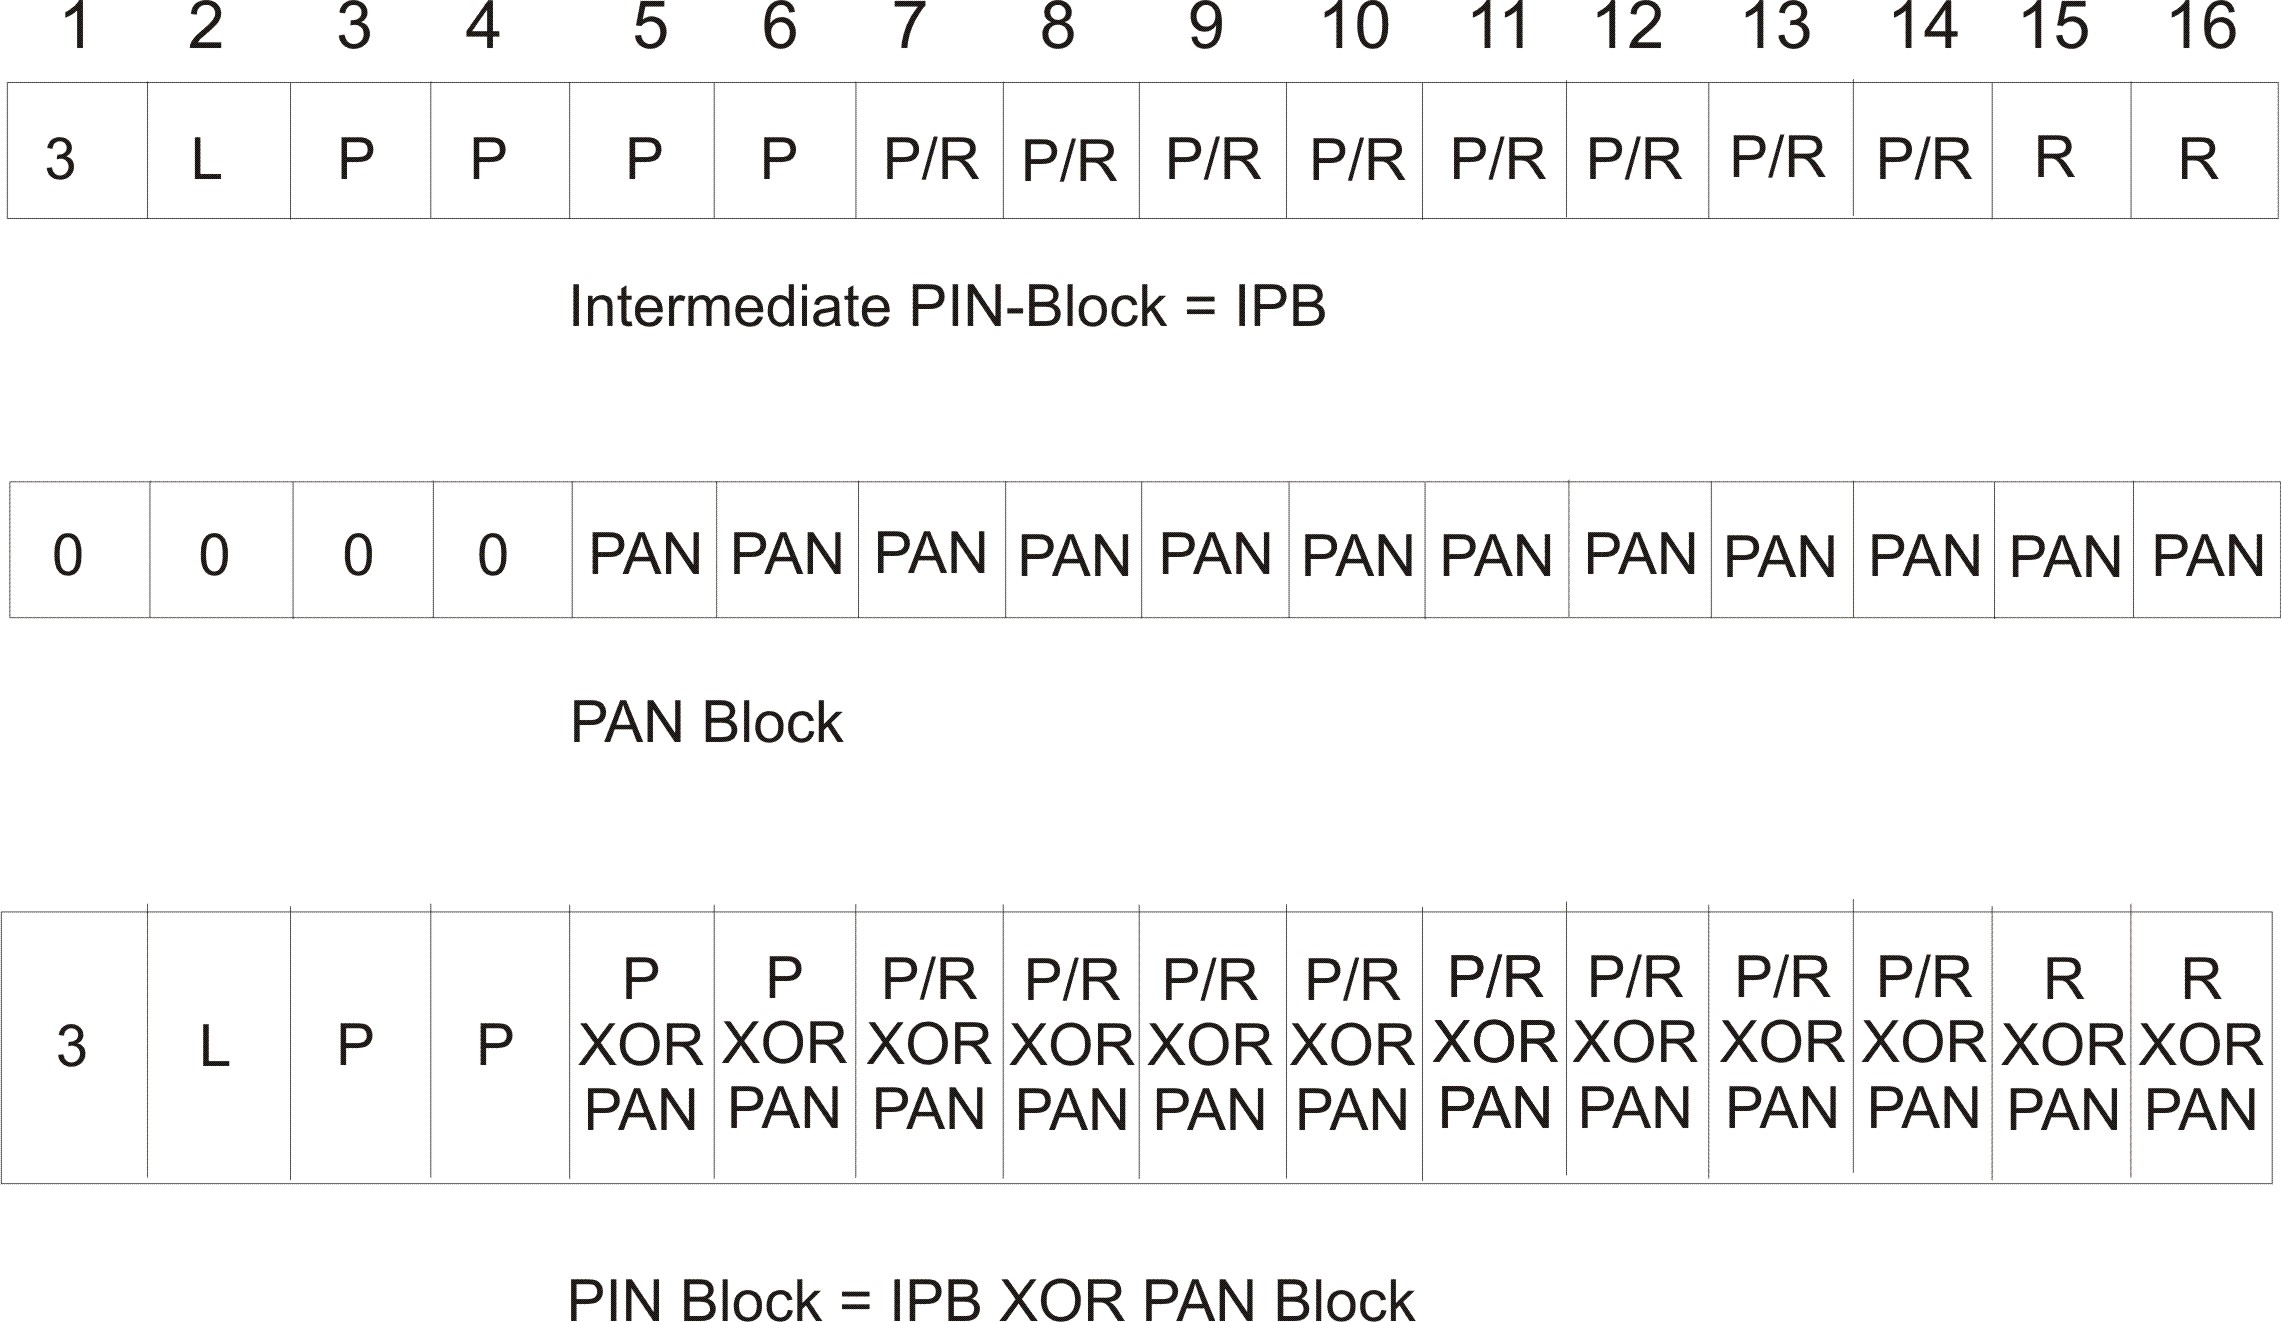 1 2 3 4 5 6 7 8 9 10 11 12 13 14 15 16
3 L P P P P P/R P/R P/R P/R P/R P/R P/R P/R R R
Intermediate PIN-Block = IPB
0 0 0 0 PAN PAN PAN PAN PAN PAN PAN PAN PAN PAN PAN PAN
PAN Block
P P P/R P/R P/R P/R P/R P/R P/R P/R R R
3 L P P XOR XOR XOR XOR XOR XOR XOR XOR XOR XOR XOR XOR
PAN PAN PAN PAN PAN PAN PAN PAN PAN PAN PAN PAN
PIN Block = IPB XOR PAN Block